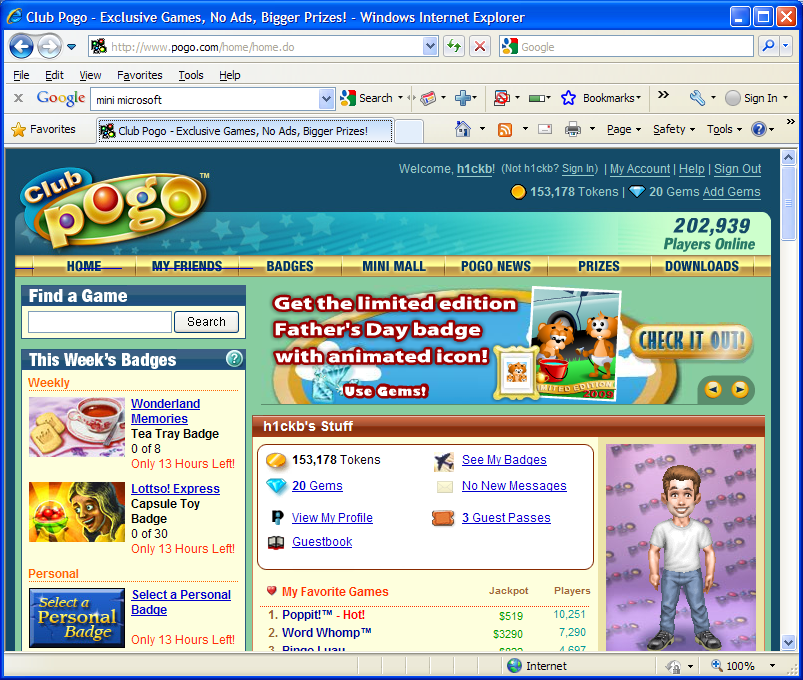 Club Pogo - Exclusive Games, No Ads, Bigger Prizes! - Windows Internet Explorer
http://www.pogo.com/home/home.do
Google
File Edit View Favorites Tools Help
x Google mini microsoft Search Bookmarks >> Sign In
Favorites Club Pogo - Exclusive Games, No Ads, Bigger Prizes! Page Safety Tools >>
Club pogo™
Welcome, h1ckb! (Not h1ckb? Sign In) | My Account | Help | Sign Out
153,178 Tokens | 20 Gems Add Gems
202,939
Players Online
HOME MY FRIENDS BADGES MINI MALL POGO NEWS PRIZES DOWNLOADS
Find a Game
Search
This Week's Badges ?
Weekly
Wonderland
Memories
Tea Tray Badge
0 of 8
Only 13 Hours Left!
Lottso! Express
Capsule Toy
Badge
0 of 30
Only 13 Hours Left!
Personal
Select a
Personal
Badge
Select a Personal
Badge
Only 13 Hours Left!
Get the limited edition
Father's Day badge
with animated icon!
Use Gems!
LIMITED EDITION
2009
CHECK IT OUT!
h1ckb's Stuff
153,178 Tokens
See My Badges
20 Gems
No New Messages
View My Profile
3 Guest Passes
Guestbook
My Favorite Games Jackpot Players
1. Poppit!™ - Hot! $519 10,251
2. Word Whomp™ $3290 7,290
3. Bingo Luau 4,697
pogo
Internet 100%